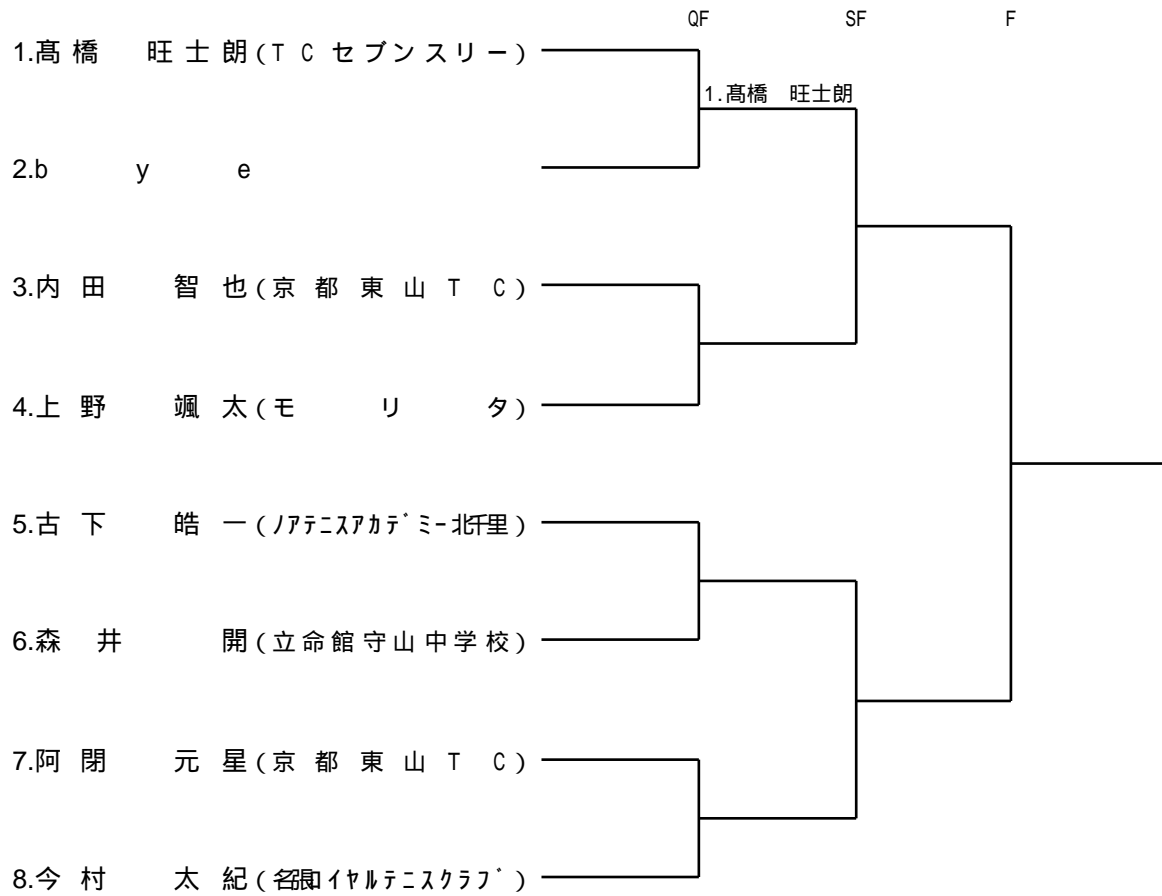 QF SF F
1.髙橋 旺士朗(TCセブンスリー)
1.髙橋 旺士朗
2.bye
3.内田 智也(京都東山TC)
4.上野 颯太(モリタ)
5.古下 皓一(ノアテニスアカデミー北千里)
6.森井 開(立命館守山中学校)
7.阿閉 元星(京都東山TC)
8.今村 太紀(名張ロイヤルテニスクラブ)